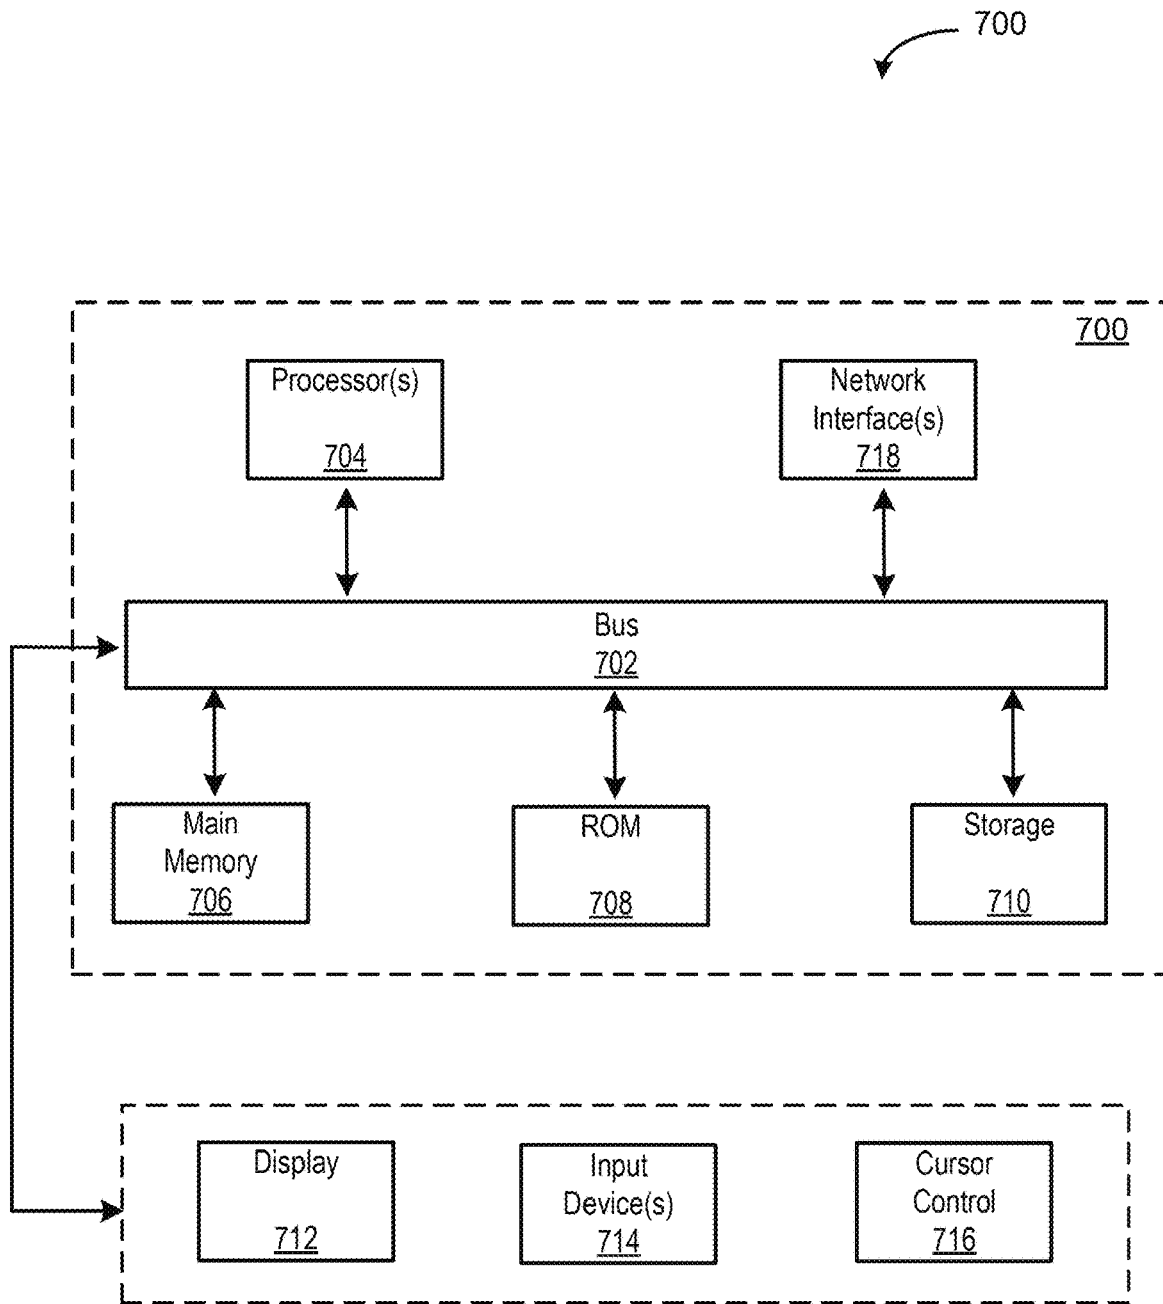 700
700
Processor(s)
704
Network
Interface(s)
718
Bus
702
Main
Memory
706
ROM
708
Storage
710
Display
712
Input
Device(s)
714
Cursor
Control
716